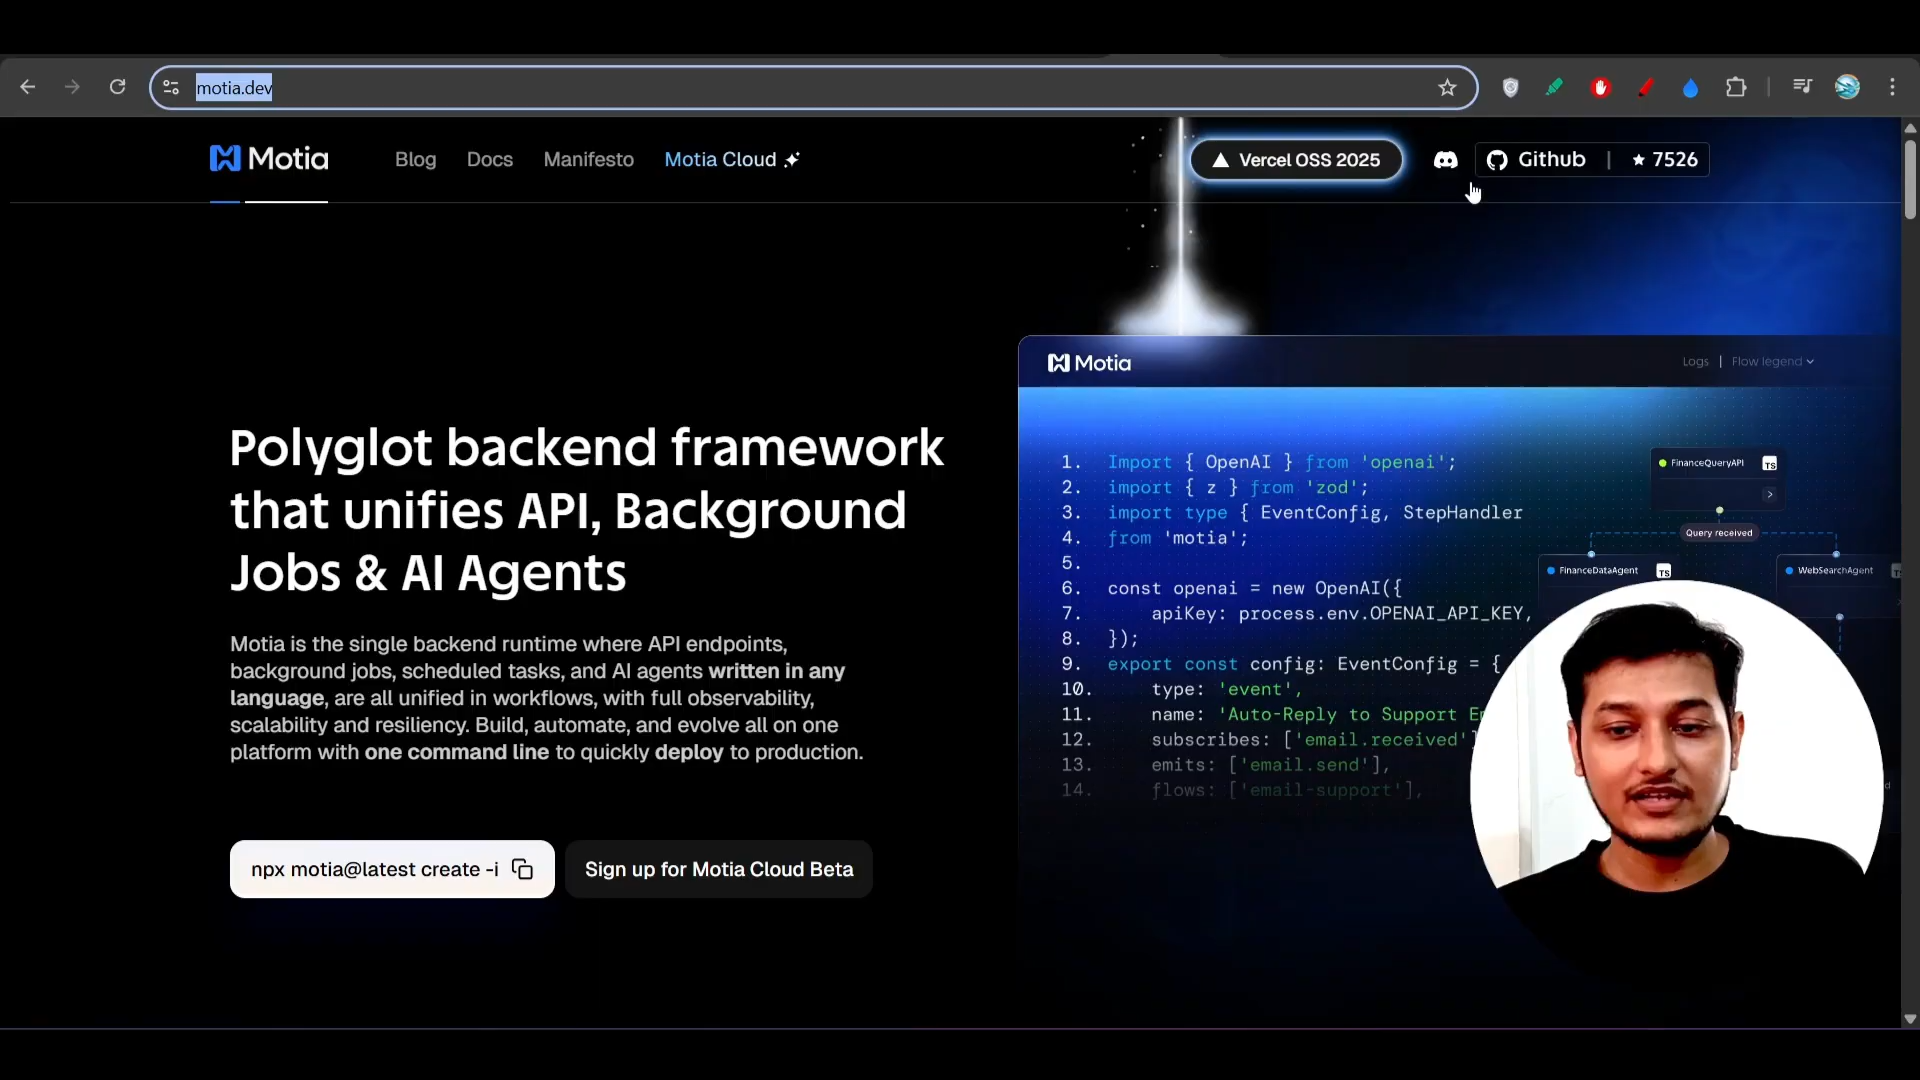 motia.dev
Motia
Blog
Docs
Manifesto
Motia Cloud
Vercel OSS 2025
Github | ★ 7526
Polyglot backend framework
that unifies API, Background
Jobs & AI Agents
Motia is the single backend runtime where API endpoints,
background jobs, scheduled tasks, and AI agents written in any
language, are all unified in workflows, with full observability,
scalability and resiliency. Build, automate, and evolve all on one
platform with one command line to quickly deploy to production.
npx motia@latest create -i
Sign up for Motia Cloud Beta
Motia
Logs | Flow legend
1. Import { OpenAI } from 'openai';
2. import { z } from 'zod';
3. import type { EventConfig, StepHandler
4. from 'motia';
5.
6. const openai = new OpenAI({
7. apiKey: process.env.OPENAI_API_KEY,
8. });
9. export const config: EventConfig = {
10. type: 'event',
11. name: 'Auto-Reply to Support
12. subscribes: ['email.received']
13. emits: ['email.send'],
14. flows: ['email-support'],
FinanceQueryAPI
TS
Query received
FinanceDataAgent
TS
WebSearchAgent